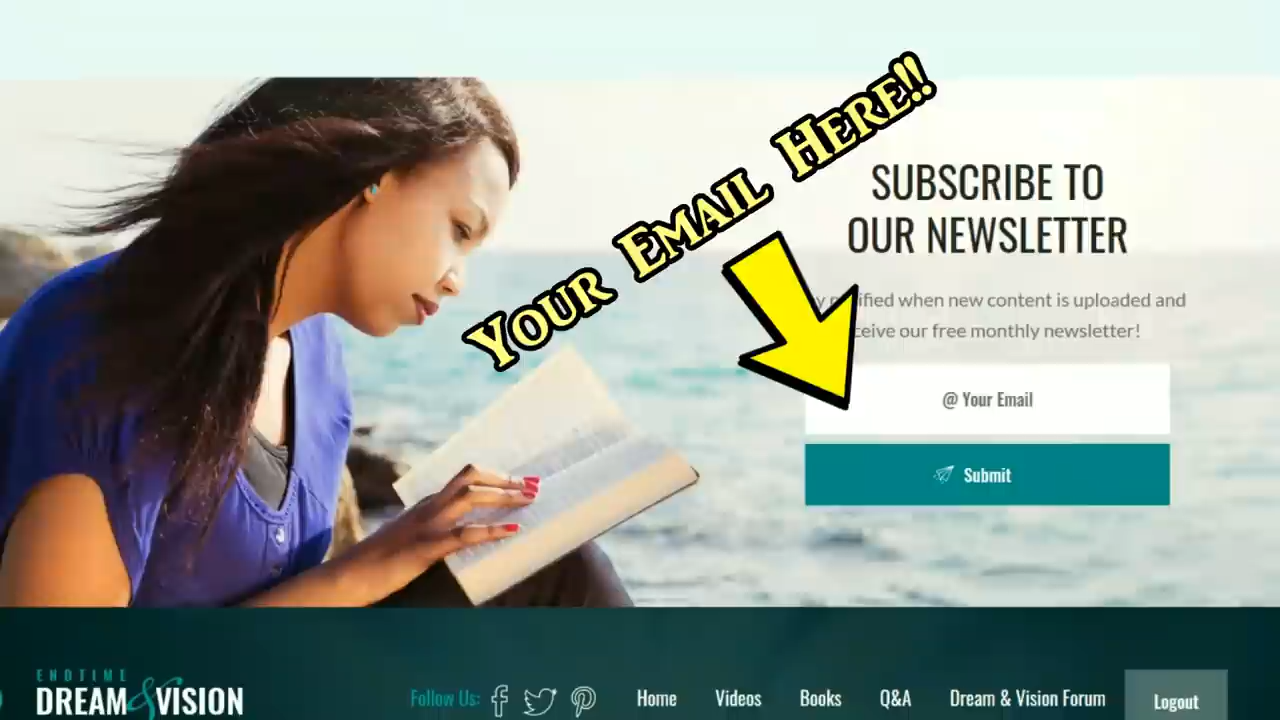 Your Email Here!!
SUBSCRIBE TO
OUR NEWSLETTER
when new content is uploaded and
our free monthly newsletter!
@ Your Email
Submit
ENDTIME
DREAM & VISION
Follow Us:
Home
Videos
Books
Q&A
Dream & Vision Forum
Logout